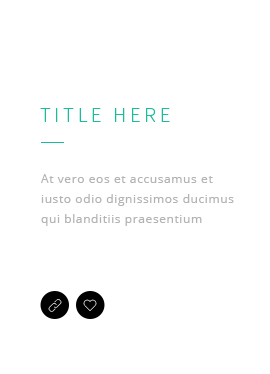 TITLE HERE
At vero eos et accusamus et
iusto odio dignissimos ducimus
qui blanditiis praesentium